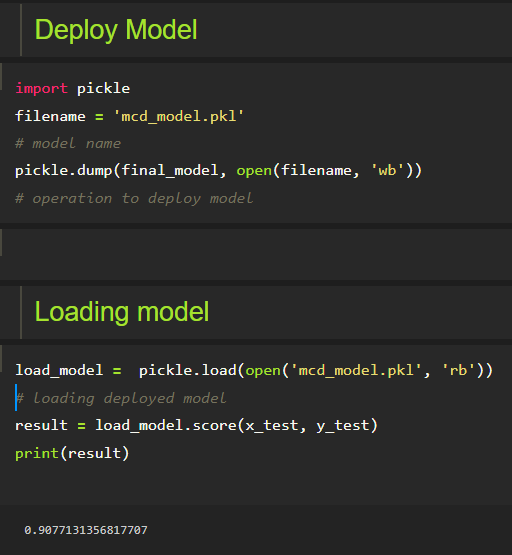 Deploy Model
import pickle
filename = 'mcd_model.pkl'
# model name
pickle.dump(final_model, open(filename, 'wb'))
# operation to deploy model
Loading model
load_model =  pickle.load(open('mcd_model.pkl', 'rb'))
# loading deployed model
result = load_model.score(x_test, y_test)
print(result)
0.9077131356817707